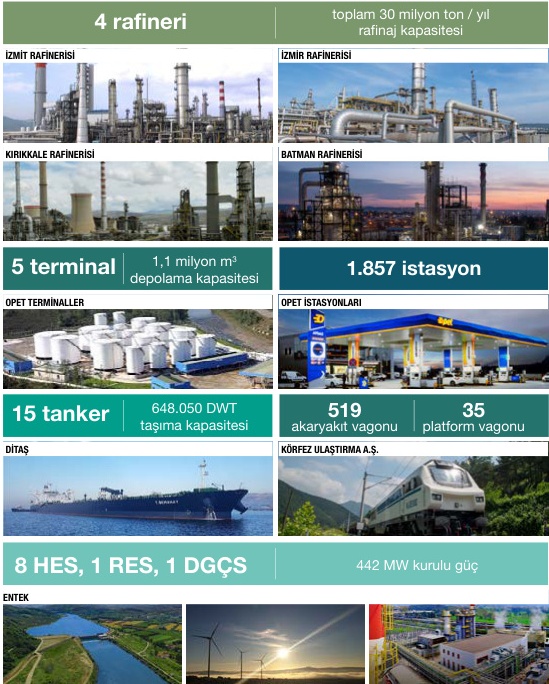 4 rafineri
toplam 30 milyon ton / yıl
rafinaj kapasitesi
İZMİT RAFİNERİSİ
İZMİR RAFİNERİSİ
KIRIKKALE RAFİNERİSİ
BATMAN RAFİNERİSİ
5 terminal
1,1 milyon m³
depolama kapasitesi
1.857 istasyon
OPET TERMİNALLER
OPET İSTASYONLARI
opet
15 tanker
648.050 DWT
taşıma kapasitesi
519
akaryakıt vagonu
35
platform vagonu
DİTAŞ
KÖRFEZ ULAŞTIRMA A.Ş.
8 HES, 1 RES, 1 DGÇS
442 MW kurulu güç
ENTEK